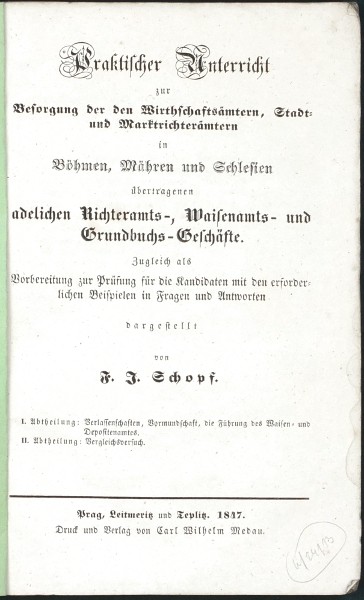 Praktischer Unterricht
zur
Besorgung der den Wirthschaftsämtern, Stadt-
und Marktrichterämtern
in
Böhmen, Mähren und Schlesien
übertragenen
adelichen Richteramts-, Waisenamts- und
Grundbuchs-Geschäfte.
Zugleich als
Vorbereitung zur Prüfung für die Kandidaten mit den erforder-
lichen Beispielen in Fragen und Antworten
dargestellt
von
F. J. Schopf.
I. Abtheilung: Verlassenschaften, Vormundschaft, die Führung des Waisen- und
Depositenamtes.
II. Abtheilung: Vergleichsversuch.
Prag, Leitmeritz und Teplitz. 1847.
Druck und Verlag von Carl Wilhelm Medau.